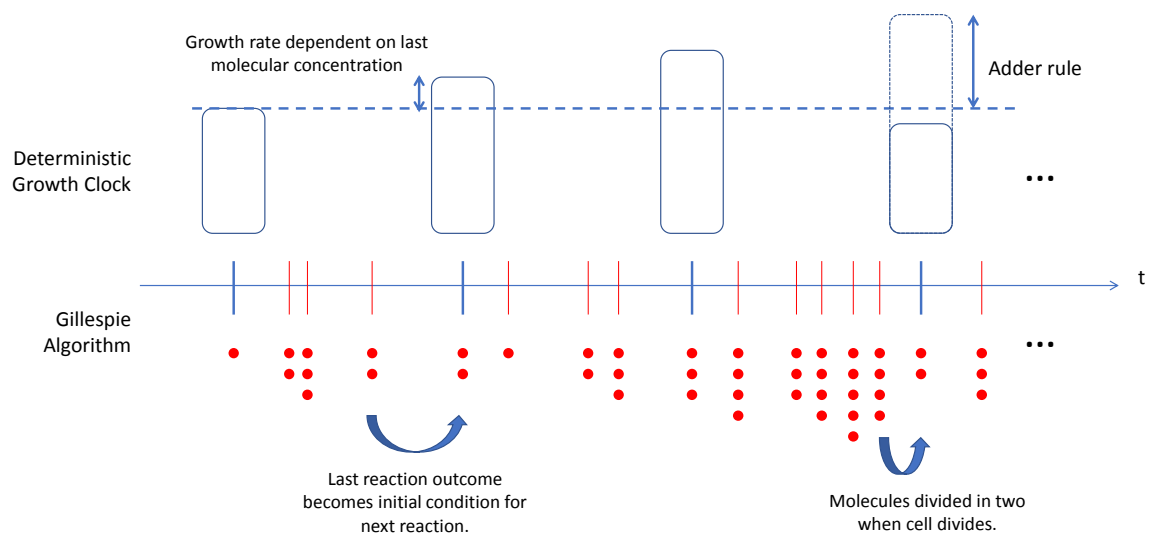 Growth rate dependent on last
molecular concentration
Adder rule
Deterministic
Growth Clock
...
t
Gillespie
Algorithm
...
Last reaction outcome
becomes initial condition for
next reaction.
Molecules divided in two
when cell divides.